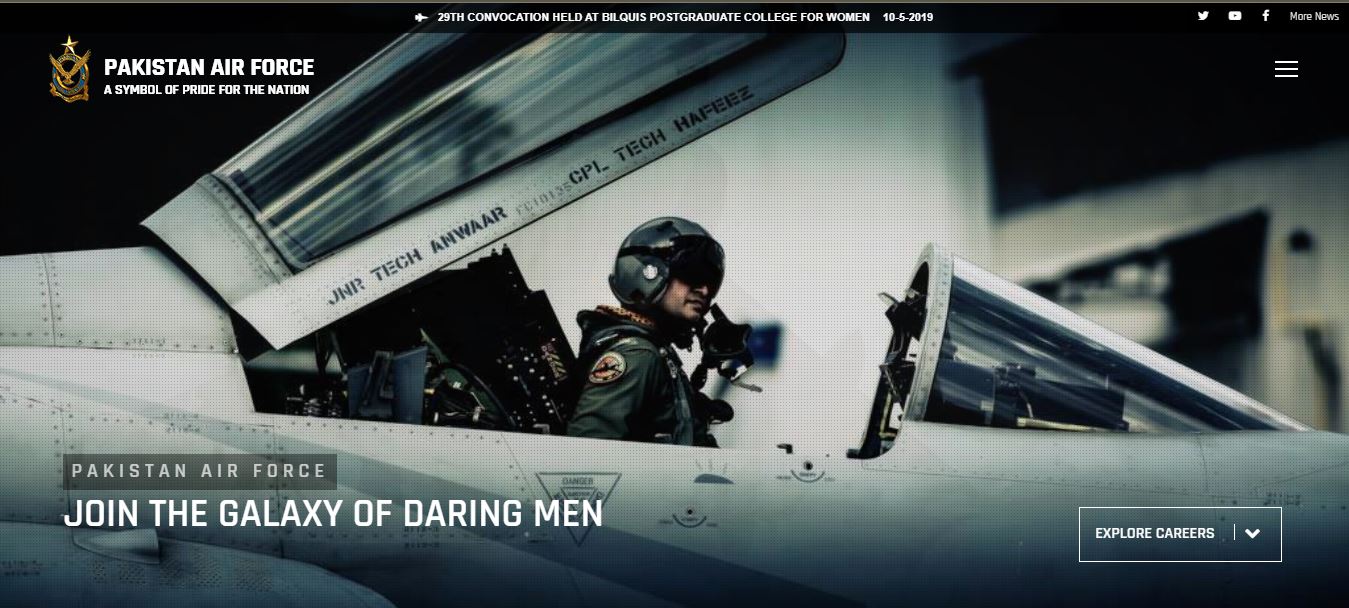 29TH CONVOCATION HELD AT BILQUIS POSTGRADUATE COLLEGE FOR WOMEN 10-5-2019
More News
PAKISTAN AIR FORCE
A SYMBOL OF PRIDE FOR THE NATION
CPL TECH HAFEEZ
JNR TECH ANWAAR
PAKISTAN AIR FORCE
DANGER
JOIN THE GALAXY OF DARING MEN
EXPLORE CAREERS